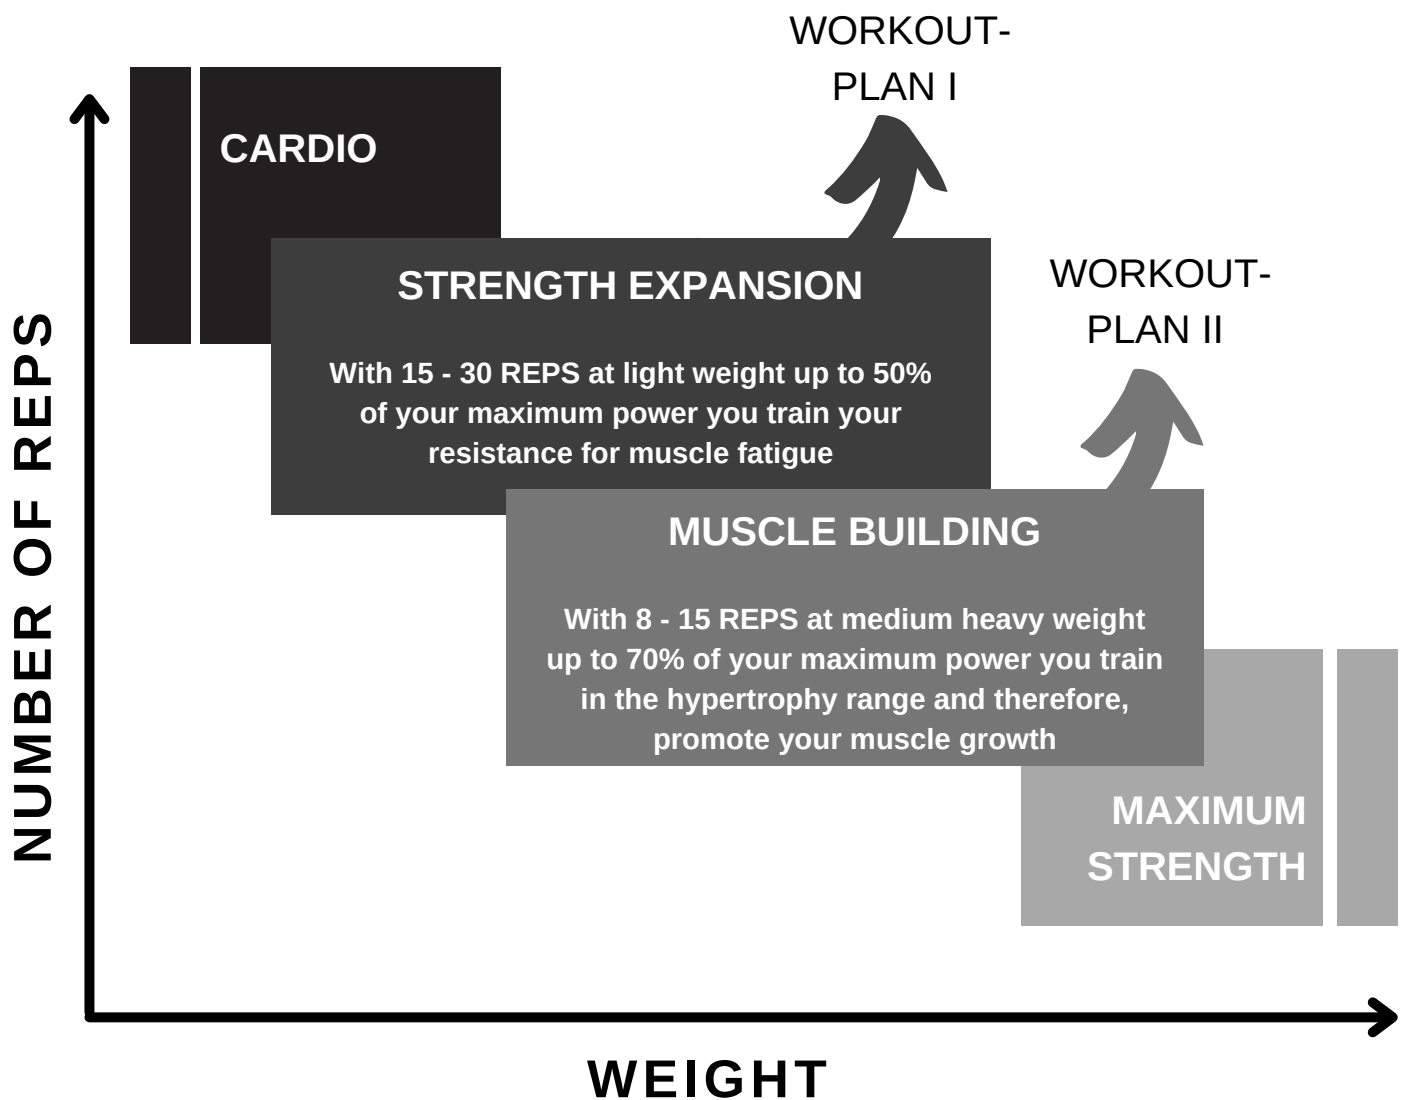 WORKOUT-
PLAN I
CARDIO
STRENGTH EXPANSION
With 15 - 30 REPS at light weight up to 50%
of your maximum power you train your
resistance for muscle fatigue
WORKOUT-
PLAN II
MUSCLE BUILDING
With 8 - 15 REPS at medium heavy weight
up to 70% of your maximum power you train
in the hypertrophy range and therefore,
promote your muscle growth
MAXIMUM
STRENGTH
NUMBER OF REPS
WEIGHT